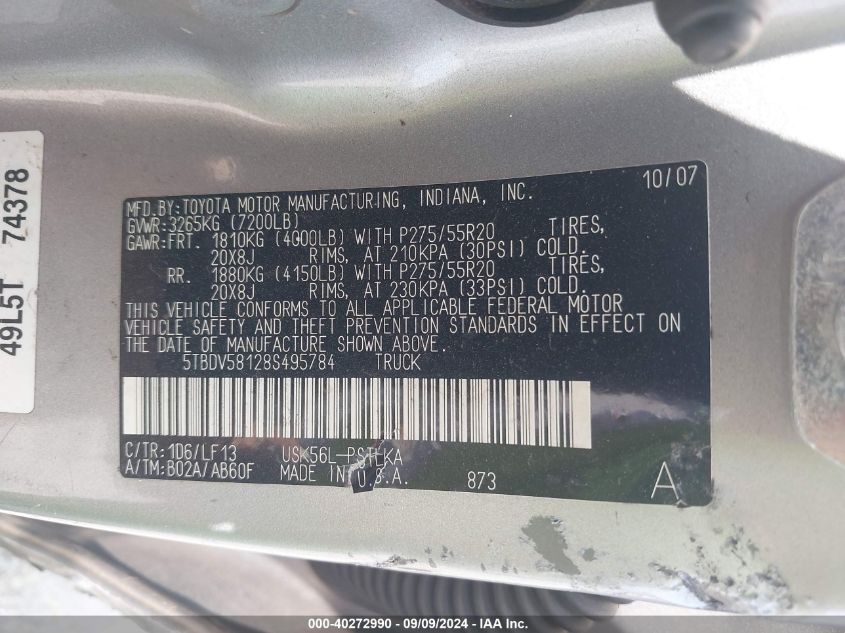 49L5T 74378
10/07
MFD.BY:TOYOTA MOTOR MANUFACTURING, INDIANA, INC.
GVWR:3265KG (7200LB)
GAWR:FRT. 1810KG (4000LB) WITH P275/55R20 TIRES,
20X8J RIMS, AT 210KPA (30PSI) COLD.
RR. 1880KG (4150LB) WITH P275/55R20 TIRES,
20X8J RIMS, AT 230KPA (33PSI) COLD.
THIS VEHICLE CONFORMS TO ALL APPLICABLE FEDERAL MOTOR
VEHICLE SAFETY AND THEFT PREVENTION STANDARDS IN EFFECT ON
THE DATE OF MANUFACTURE SHOWN ABOVE.
5TBDV58128S495784 TRUCK
C/TR:1D6/LF13 USK56L-PSTLKA
A/TM:B02A/AB60F MADE IN U.S.A. 873 A
000-40272990 - 09/09/2024 - IAA Inc.